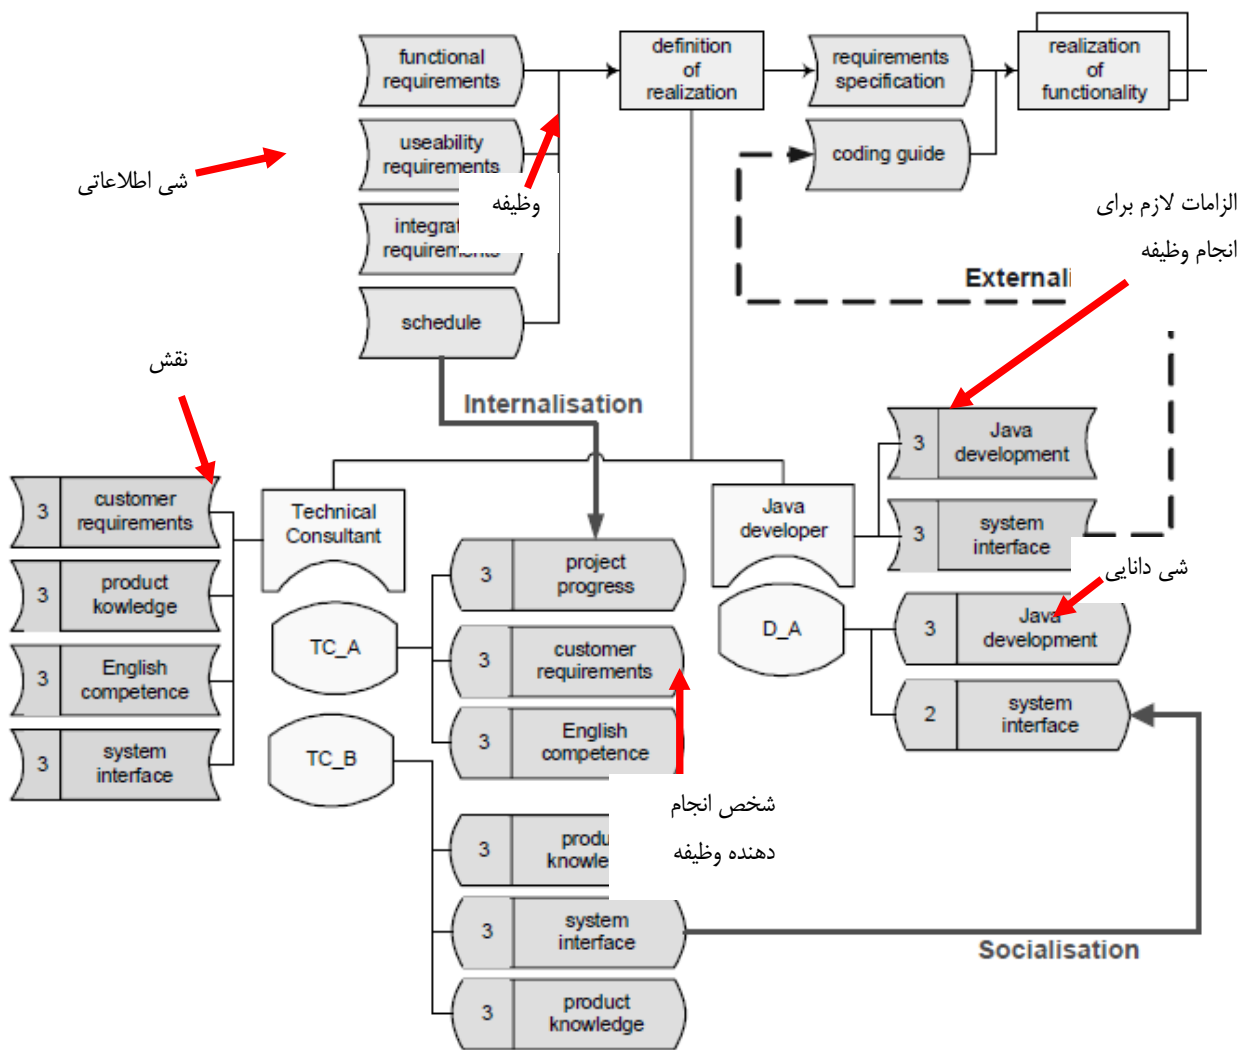 functional
requirements
definition
of
realization
requirements
specification
realization
of
functionality
useability
requirements
coding guide
شی اطلاعاتی
وظیفه
الزامات لازم برای
انجام وظیفه
requirements
schedule
نقش
Internalisation
3
Java
development
3
customer
requirements
Technical
Consultant
Java
developer
3
system
interface
3
project
progress
شی دانایی
3
product
kowledge
3
Java
development
TC_A
D_A
3
customer
requirements
3
English
competence
2
system
interface
3
English
competence
3
system
interface
TC_B
شخص انجام
دهنده وظیفه
3
3
system
interface
Socialisation
3
product
knowledge